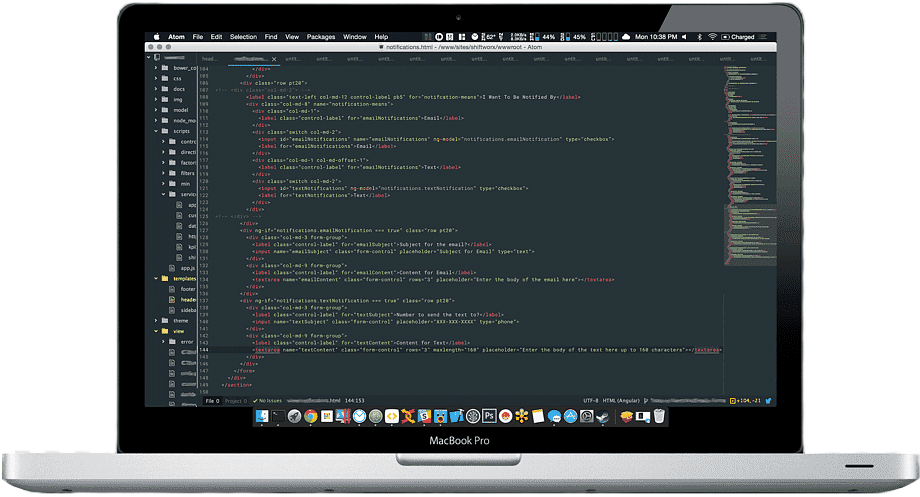 Atom File Edit Selection Find View Packages Window Help 44% 45% Mon 10:38 PM Charged
notifications.html - /www/sites/shiftworx/wwwroot - Atom
bower_co
css
docs
img
model
node_mo
scripts
contro
directi
factori
filters
min
service
app
cus
dat
htt
kpi
shi
app.js
templates
footer
header
sideba
theme
view
error
104 </div>
105 </div>
106 <div class="row pt20">
107 <!-- <div class="col-md-2"> -->
108 <label class="text-left col-md-12 control-label pb5" for="notifcation-means">I Want To Be Notified By</label>
109 <div class="col-md-8" name="notifcation-means">
110 <div class="col-md-1">
111 <label class="control-label" for="emailNotifications">Email</label>
112 </div>
113 <div class="switch col-md-2">
114 <input id="emailNotifications" name="emailNotifications" ng-model="notifications.emailNotification" type="checkbox">
115 <label for="emailNotifications">Email</label>
116 </div>
117 <div class="col-md-1 col-md-offset-1">
118 <label class="control-label" for="emailNotifications">Text</label>
119 </div>
120 <div class="switch col-md-2">
121 <input id="textNotifications" ng-model="notifications.textNotification" type="checkbox">
122 <label for="textNotifications">Text</label>
123 </div>
124 </div>
125 <!-- </div> -->
126 </div>
127 <div ng-if="notifications.emailNotification === true" class="row pt20">
128 <div class="col-md-3 form-group">
129 <label class="control-label" for="emailSubject">Subject for the email?</label>
130 <input name="emailSubject" class="form-control" placeholder="Subject for Email" type="text">
131 </div>
132 <div class="col-md-9 form-group">
133 <label class="control-label" for="emailContent">Content for Email</label>
134 <textarea name="emailContent" class="form-control" rows="3" placeholder="Enter the body of the email here"></textarea>
135 </div>
136 </div>
137 <div ng-if="notifications.textNotification === true" class="row pt20">
138 <div class="col-md-3 form-group">
139 <label class="control-label" for="textSubject">Number to send the text to?</label>
140 <input name="textSubject" class="form-control" placeholder="XXX-XXX-XXXX" type="phone">
141 </div>
142 <div class="col-md-9 form-group">
143 <label class="control-label" for="textContent">Content for Text</label>
144 <textarea name="textContent" class="form-control" rows="3" maxlength="160" placeholder="Enter the body of the text here up to 160 characters"></textarea>
145 </div>
146 </div>
147 </form>
148 </div>
149 </section>
150
File 0 Project 0 No Issues 144:153 UTF-8 HTML (Angular) +104, -21
MacBook Pro